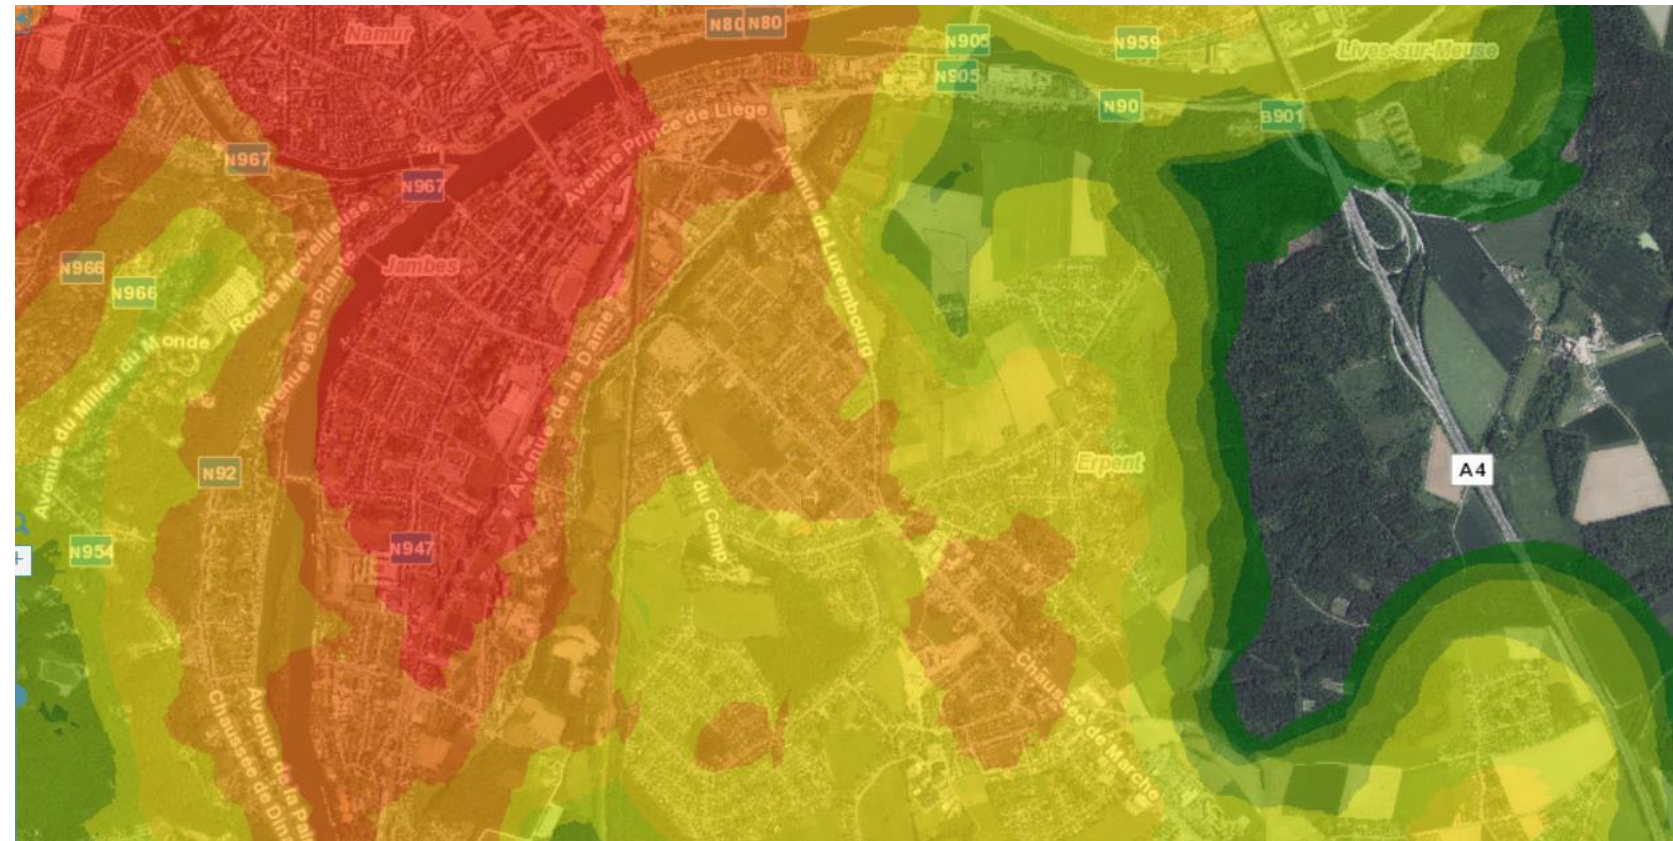 Namur
N80
N80
N905
N959
Lives-sur-Meuse
N905
N90
B901
Avenue Prince de Liège
N967
N967
Avenue de Luxembourg
Route Merveilleuse
Jambes
N966
N966
Avenue de la Plante
Avenue du Milieu du Monde
Avenue de la Dame
Avenue du Camp
Erpent
A4
N92
N947
N954
Chaussée de Marche
Avenue de la
Chaussée de